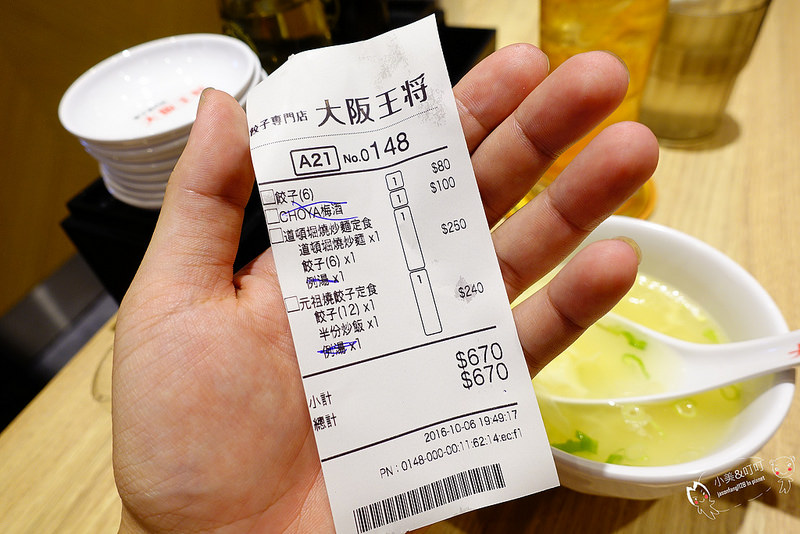 餃子専門店 大阪王将
A21 No.0148
餃子(6) 1 $80
CHOYA梅酒 1 $100
道頓堀燒炒麵定食 1 $250
道頓堀燒炒麵 x1
餃子(6) x1
例湯 x1
元祖燒餃子定食 1 $240
餃子(12) x1
半份炒飯 x1
例湯 x1
小計 $670
總計 $670
2016-10-06 19:49:17
PN : 0148-000-00:11:62:14:ec:f1
小美&叮叮